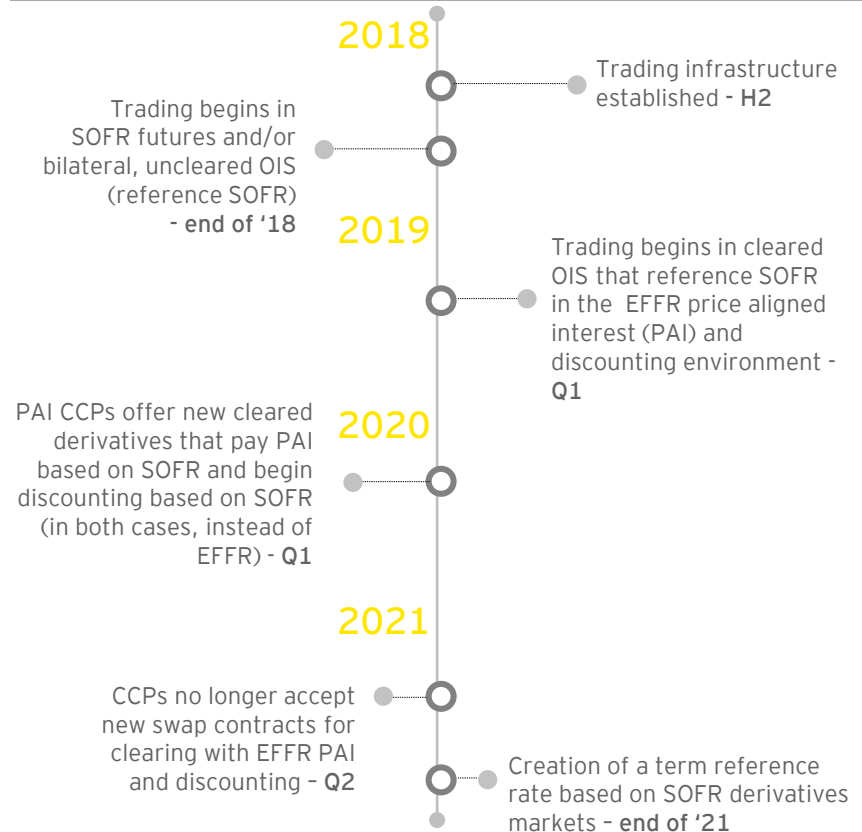 2018
Trading infrastructure
established - H2
Trading begins in
SOFR futures and/or
bilateral, uncleared OIS
(reference SOFR)
- end of ‘18
2019
Trading begins in cleared
OIS that reference SOFR
in the EFFR price aligned
interest (PAI) and
discounting environment -
Q1
2020
PAI CCPs offer new cleared
derivatives that pay PAI
based on SOFR and begin
discounting based on SOFR
(in both cases, instead of
EFFR) - Q1
2021
CCPs no longer accept
new swap contracts for
clearing with EFFR PAI
and discounting – Q2
Creation of a term reference
rate based on SOFR derivatives
markets – end of ‘21